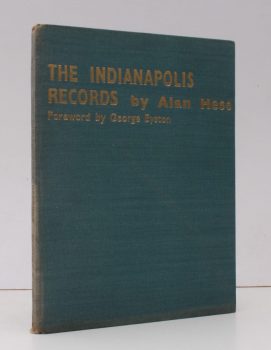 THE INDIANAPOLIS
RECORDS by Alan Hess
Foreword by George Eyston